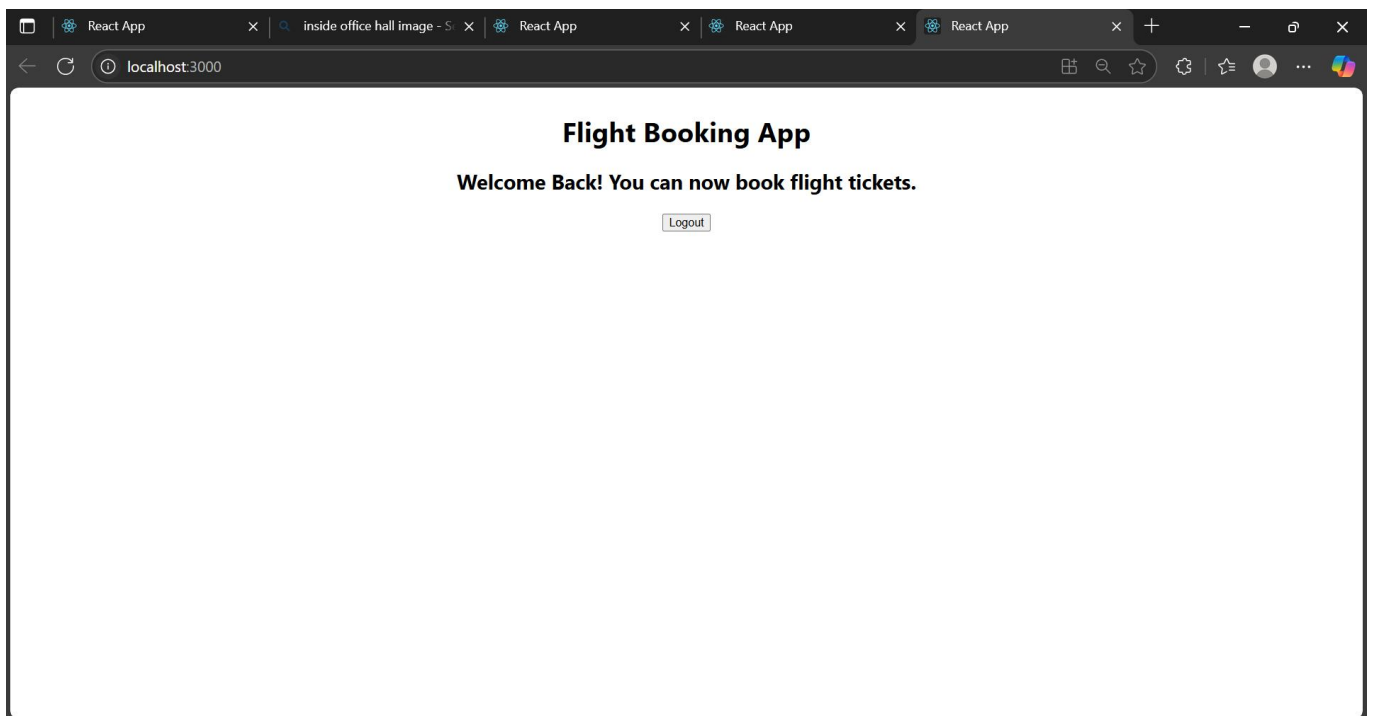 React App
inside office hall image - S
React App
React App
React App
localhost:3000
Flight Booking App
Welcome Back! You can now book flight tickets.
Logout